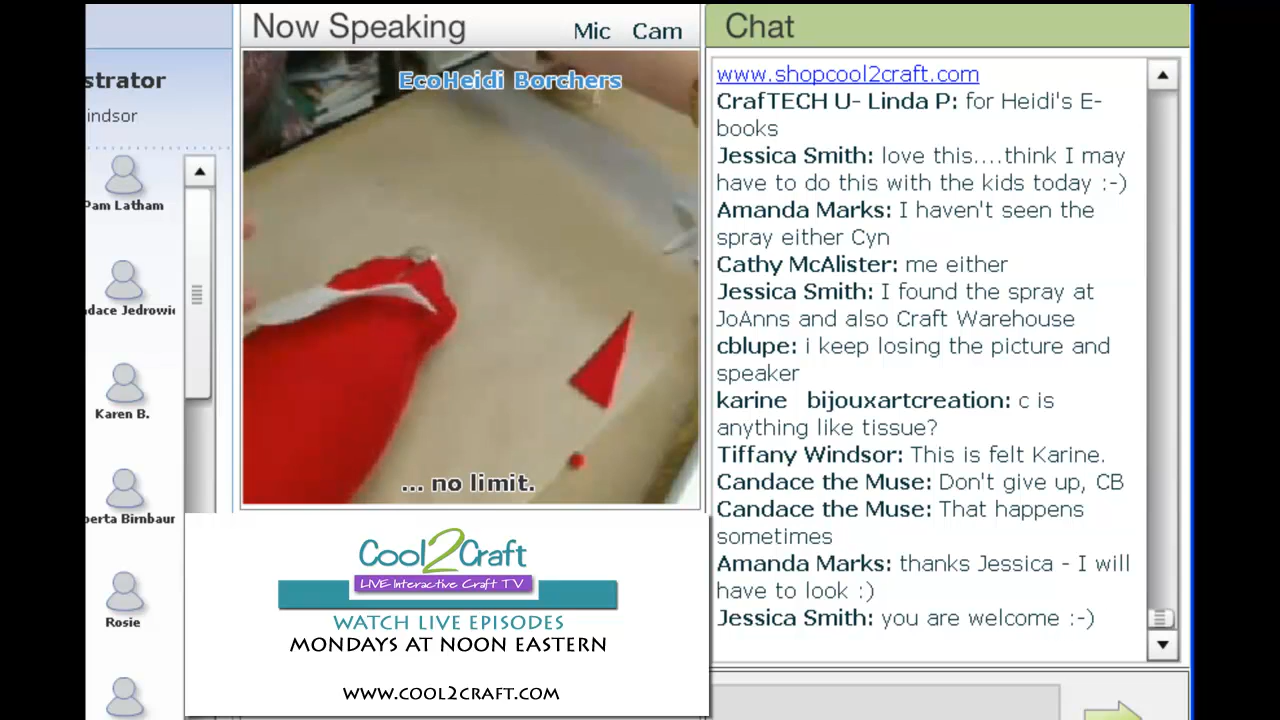 strator
indsor
Pam Latham
dace Jedrowic
Karen B.
perta Birnbaur
Rosie
Now Speaking
Mic Cam
EcoHeidi Borchers
... no limit.
Cool2Craft
LIVE Interactive Craft TV
WATCH LIVE EPISODES
MONDAYS AT NOON EASTERN
WWW.COOL2CRAFT.COM
Chat
www.shopcool2craft.com
CrafTECH U- Linda P: for Heidi's E-
books
Jessica Smith: love this....think I may
have to do this with the kids today :-)
Amanda Marks: I haven't seen the
spray either Cyn
Cathy McAlister: me either
Jessica Smith: I found the spray at
JoAnns and also Craft Warehouse
cblupe: i keep losing the picture and
speaker
karine bijouxartcreation: c is
anything like tissue?
Tiffany Windsor: This is felt Karine.
Candace the Muse: Don't give up, CB
Candace the Muse: That happens
sometimes
Amanda Marks: thanks Jessica - I will
have to look :)
Jessica Smith: you are welcome :-)